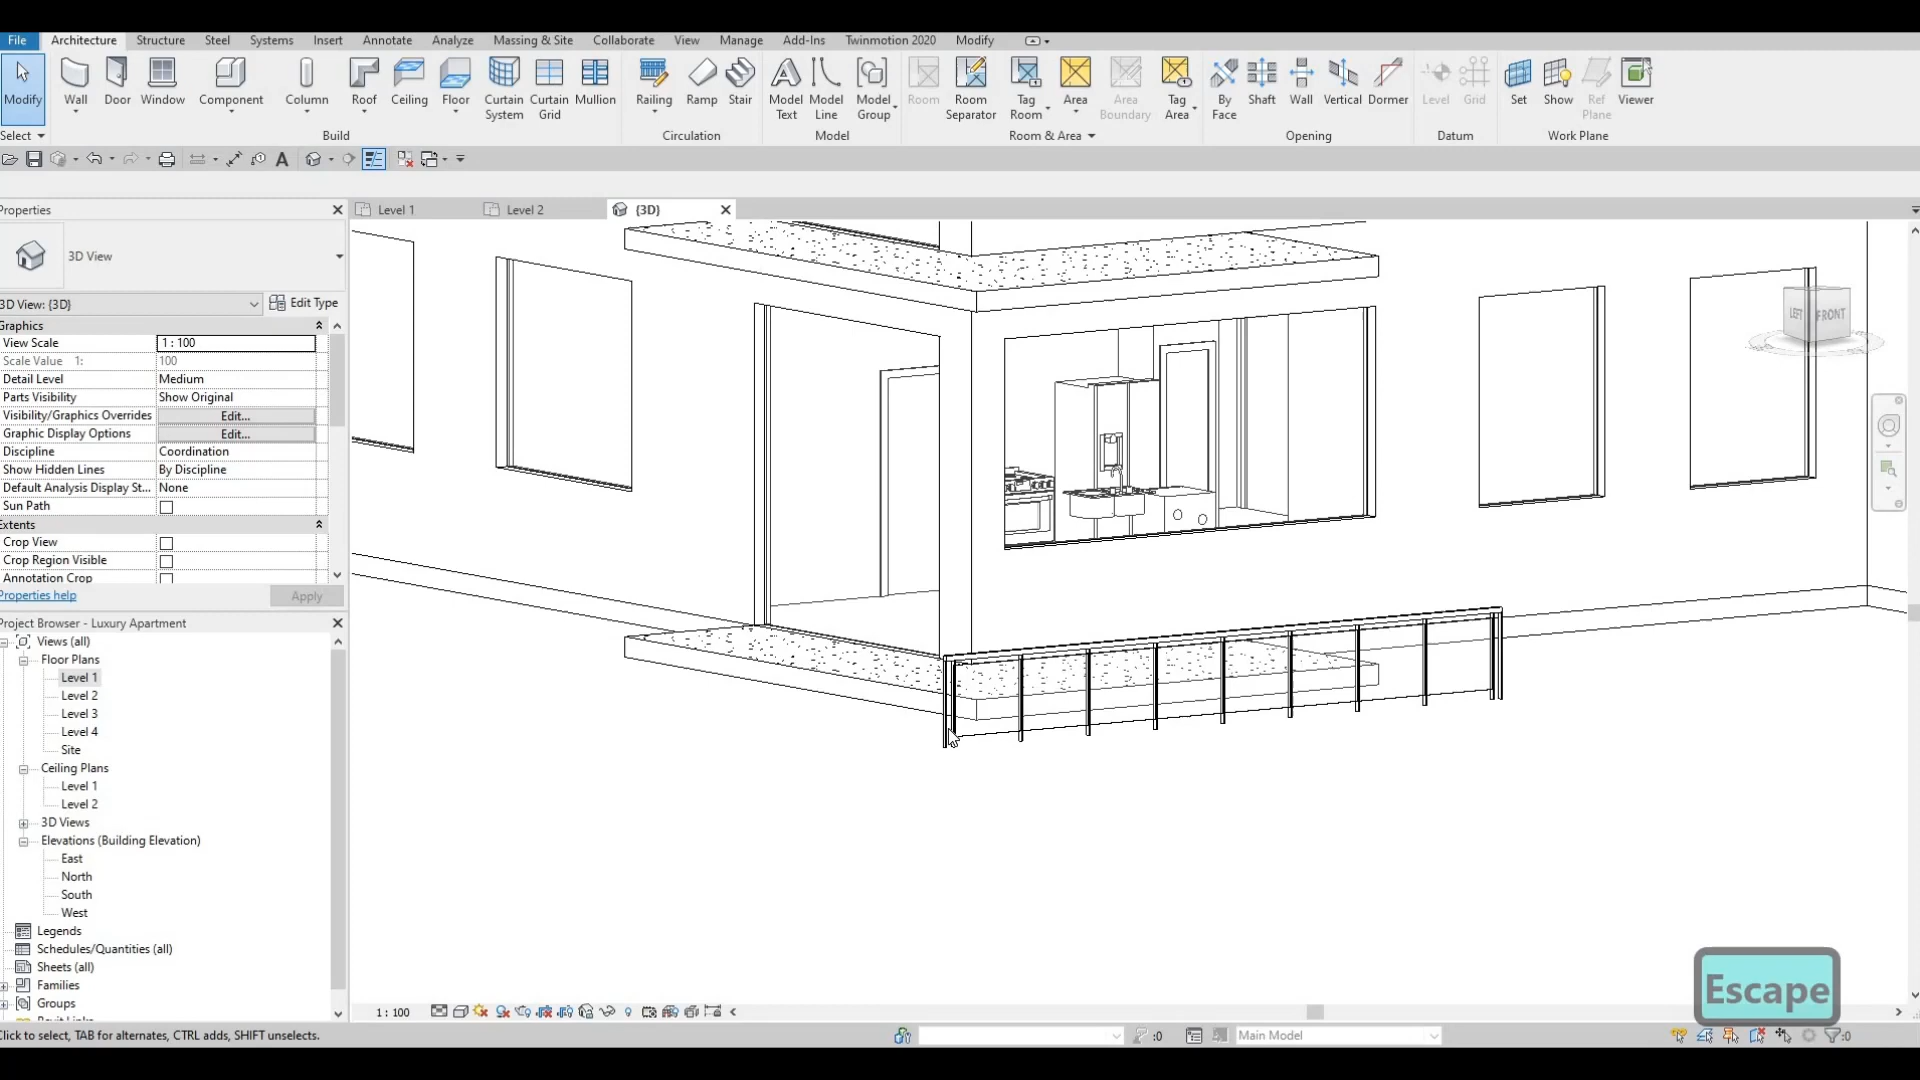 File Architecture Structure Steel Systems Insert Annotate Analyze Massing & Site Collaborate View Manage Add-Ins Twinmotion 2020 Modify
Modify Wall Door Window Component Column Roof Ceiling Floor Curtain System Curtain Grid Mullion Railing Ramp Stair Model Text Model Line Model Group Room Room Separator Tag Room Area Area Boundary Tag Area By Face Shaft Wall Vertical Dormer Level Grid Set Show Ref Plane Viewer
Select Build Circulation Model Room & Area Opening Datum Work Plane
Properties
Level 1 Level 2 {3D}
3D View
3D View: {3D} Edit Type
Graphics
View Scale 1 : 100
Scale Value 1: 100
Detail Level Medium
Parts Visibility Show Original
Visibility/Graphics Overrides Edit...
Graphic Display Options Edit...
Discipline Coordination
Show Hidden Lines By Discipline
Default Analysis Display St... None
Sun Path
Extents
Crop View
Crop Region Visible
Annotation Crop
Properties help Apply
Project Browser - Luxury Apartment
Views (all)
Floor Plans
Level 1
Level 2
Level 3
Level 4
Site
Ceiling Plans
Level 1
Level 2
3D Views
Elevations (Building Elevation)
East
North
South
West
Legends
Schedules/Quantities (all)
Sheets (all)
Families
Groups
LEFT FRONT
Escape
1 : 100
Click to select, TAB for alternates, CTRL adds, SHIFT unselects.
:0
Main Model
:0